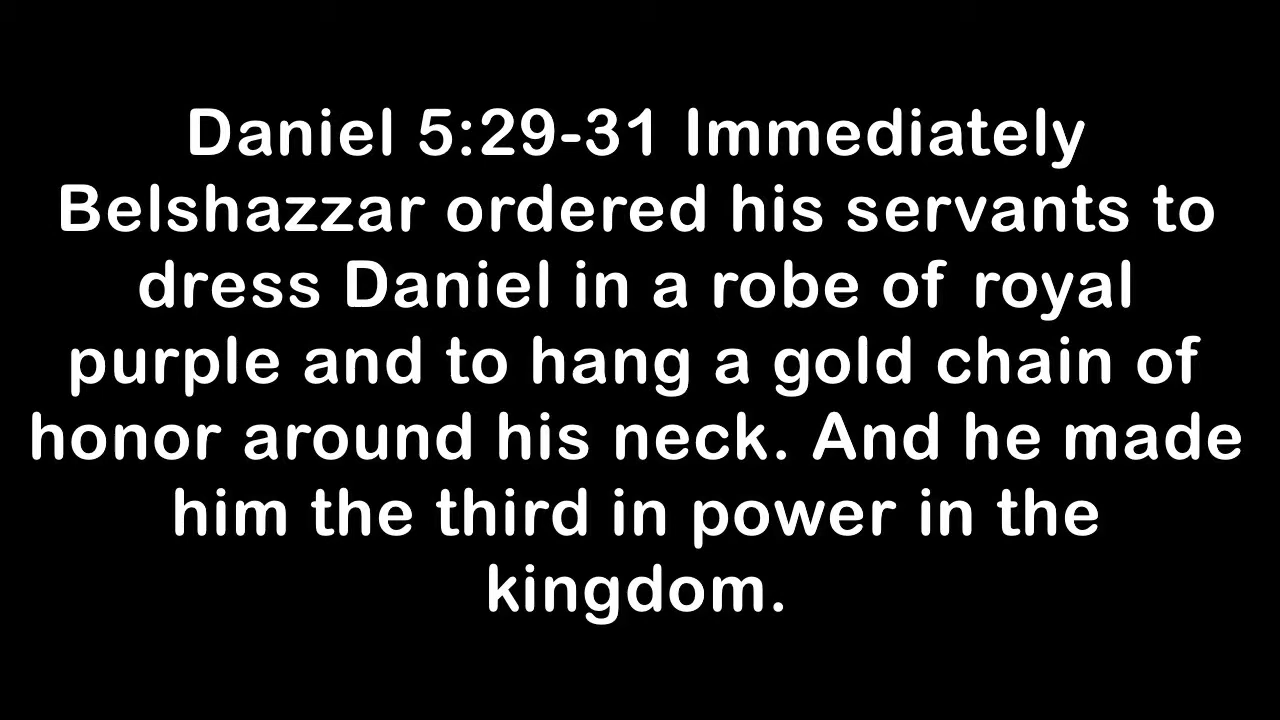 Daniel 5:29-31 Immediately
Belshazzar ordered his servants to
dress Daniel in a robe of royal
purple and to hang a gold chain of
honor around his neck. And he made
him the third in power in the
kingdom.